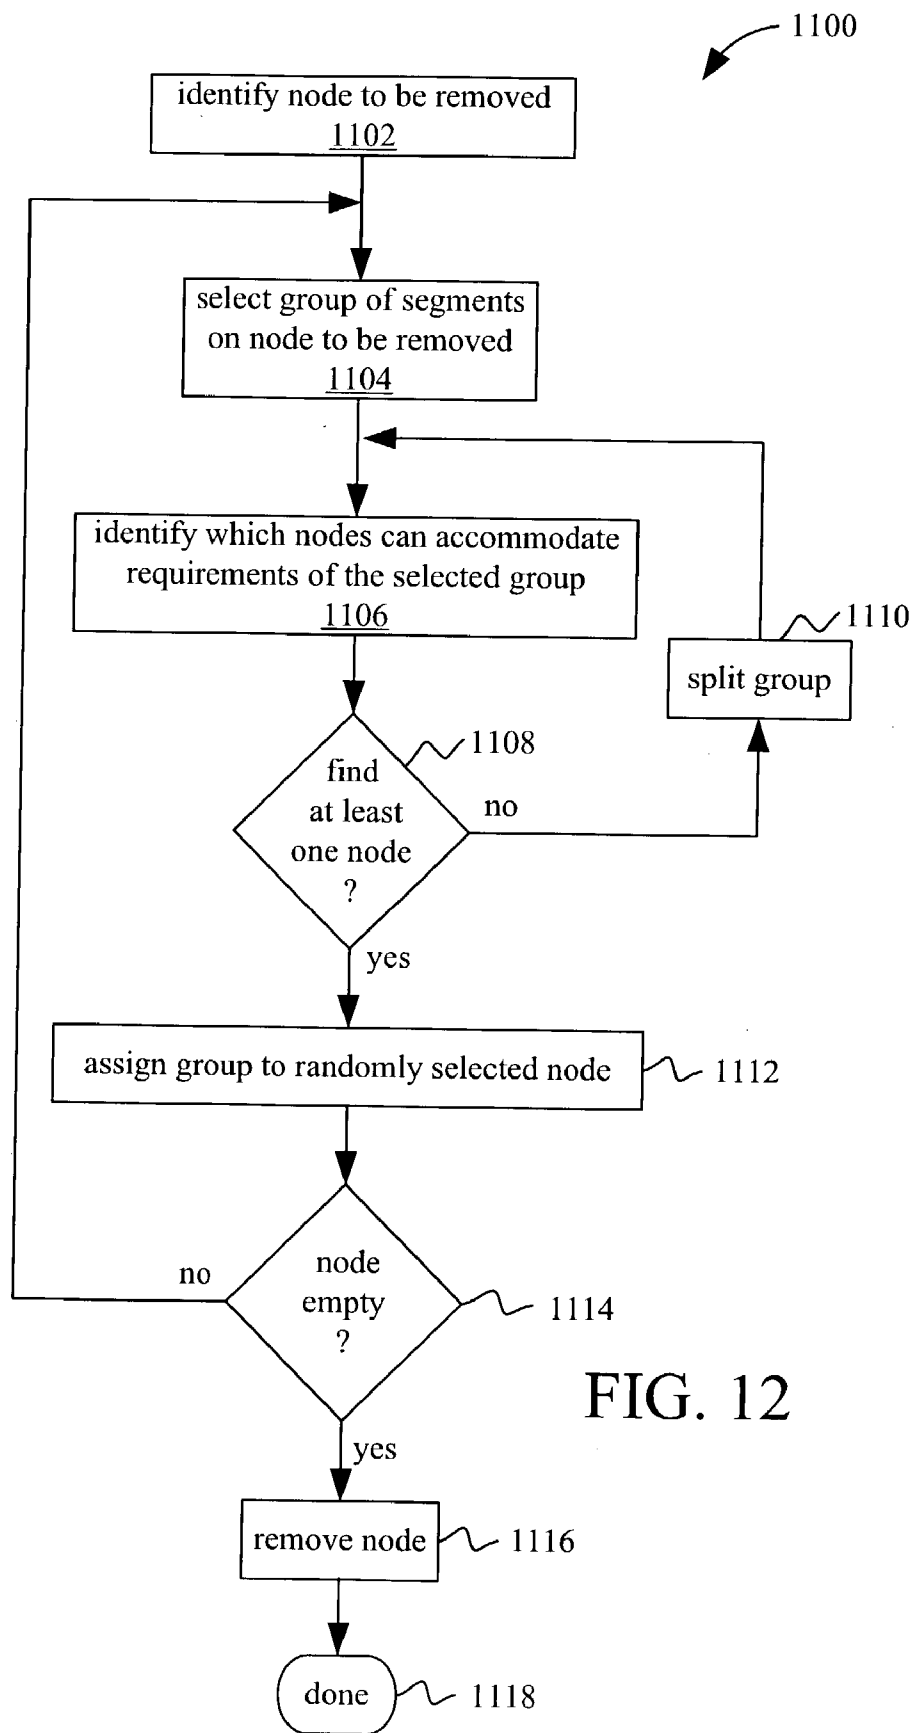 1100
identify node to be removed
1102
select group of segments
on node to be removed
1104
identify which nodes can accommodate
requirements of the selected group
1106
1110
split group
1108
find
at least
one node
?
no
yes
assign group to randomly selected node
1112
no
node
empty
?
1114
FIG. 12
yes
remove node
1116
done
1118